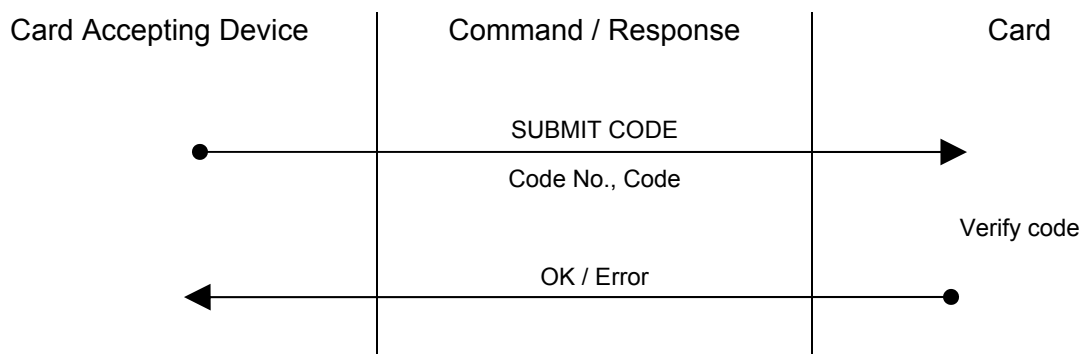 Card Accepting Device
Command / Response
Card
SUBMIT CODE
Code No., Code
Verify code
OK / Error